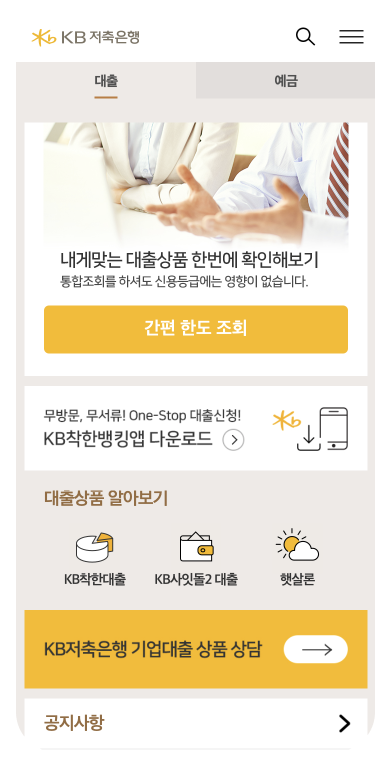 KB 저축은행
대출
예금
내게맞는 대출상품 한번에 확인해보기
통합조회를 하셔도 신용등급에는 영향이 없습니다.
간편 한도 조회
무방문, 무서류! One-Stop 대출신청!
KB착한뱅킹앱 다운로드
대출상품 알아보기
KB착한대출
KB사잇돌2 대출
햇살론
KB저축은행 기업대출 상품 상담
공지사항